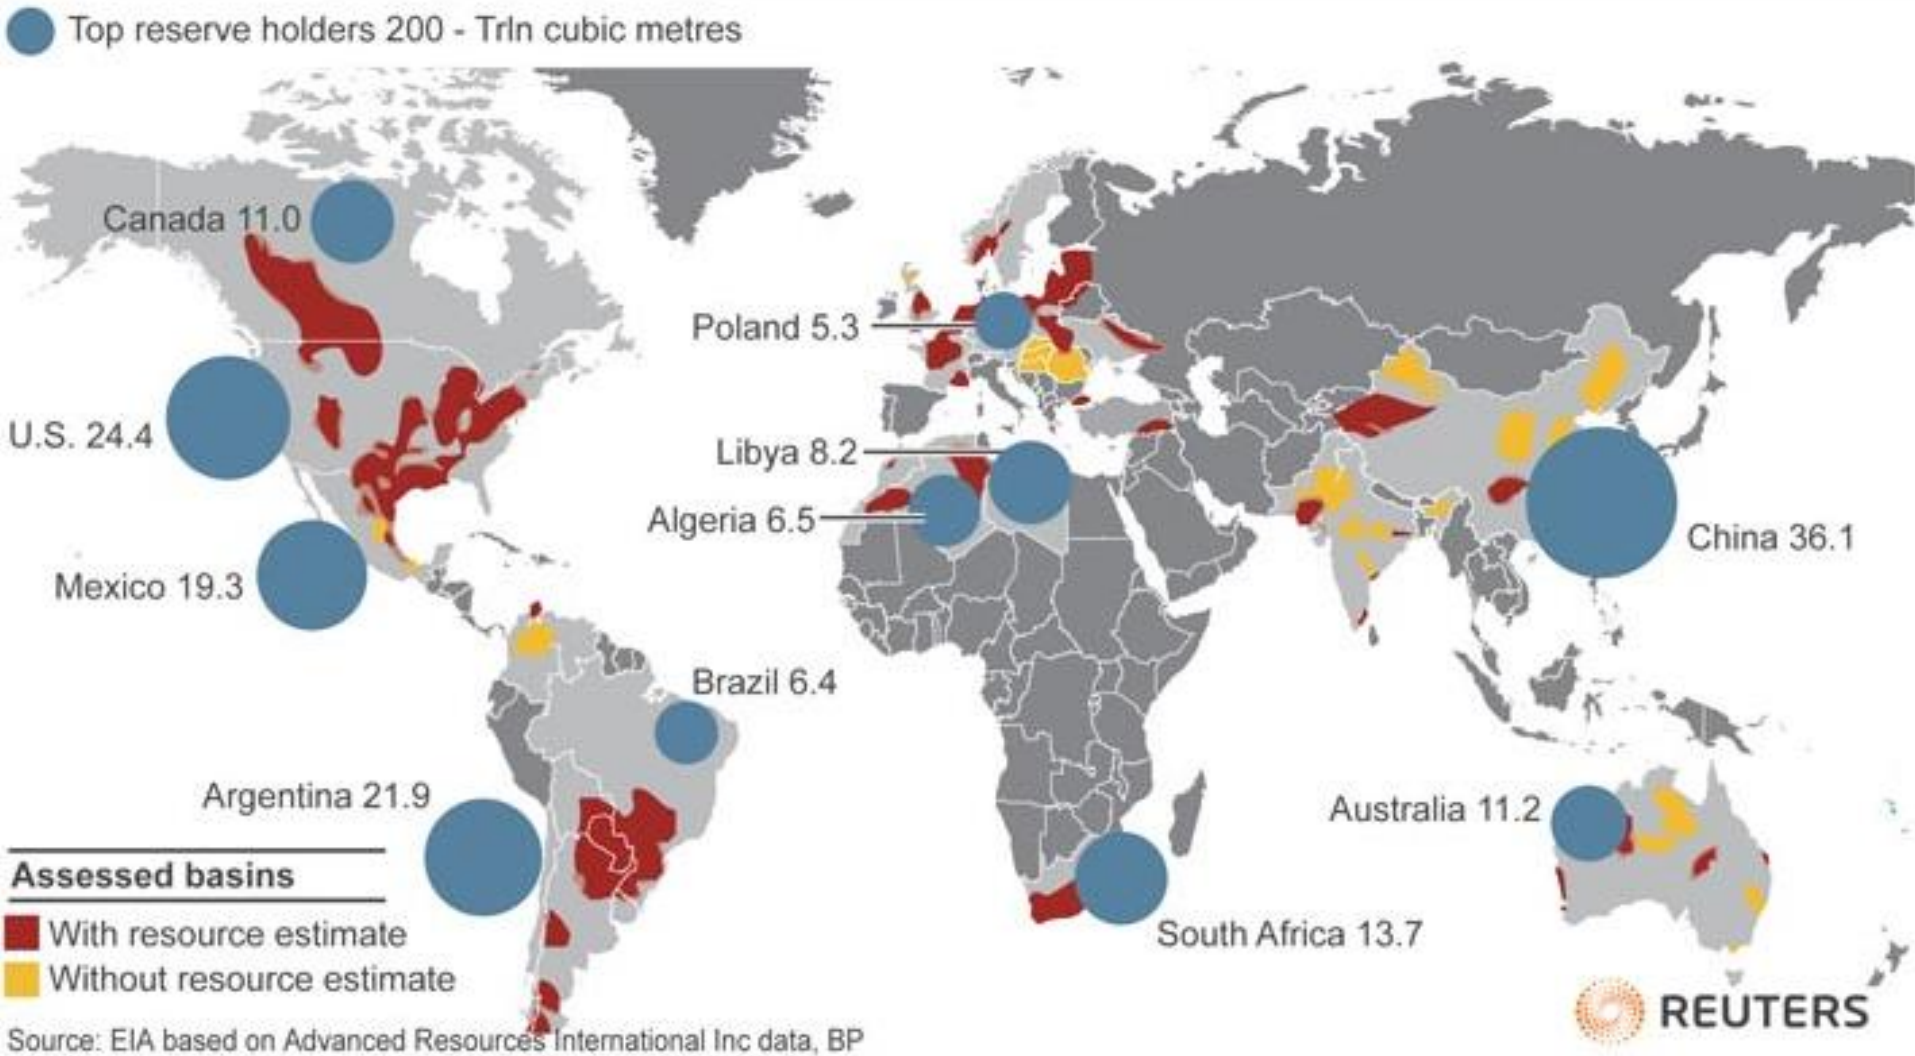 Top reserve holders 200 - Trln cubic metres
Canada 11.0
Poland 5.3
U.S. 24.4
Libya 8.2
Algeria 6.5
China 36.1
Mexico 19.3
Brazil 6.4
Argentina 21.9
Australia 11.2
South Africa 13.7
Assessed basins
With resource estimate
Without resource estimate
REUTERS
Source: EIA based on Advanced Resources International Inc data, BP